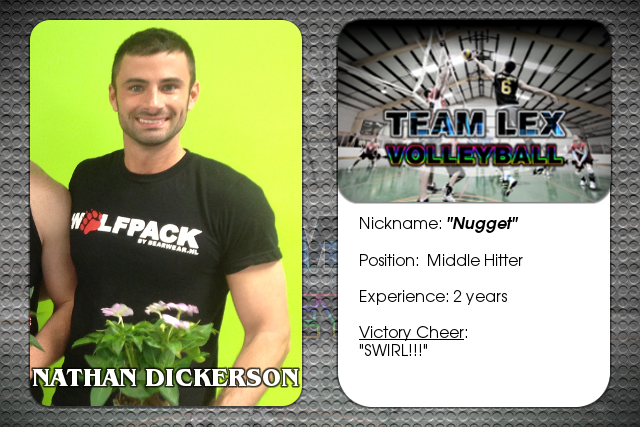 WOLFPACK
BY BEARWEAR.NL
NATHAN DICKERSON
6
TEAM LEX
VOLLEYBALL
Nickname: "Nugget"
Position: Middle Hitter
Experience: 2 years
Victory Cheer:
"SWIRL!!!"